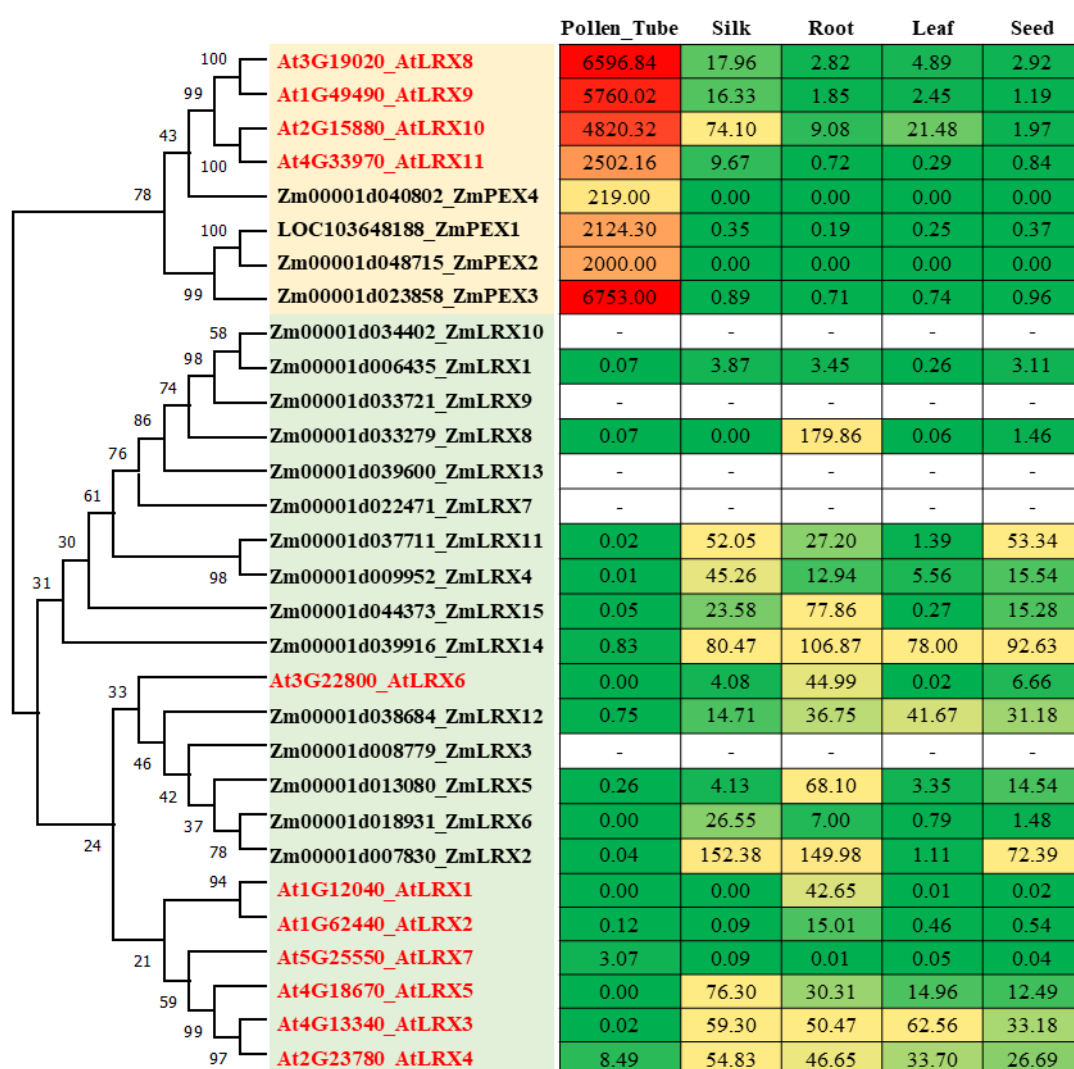 Pollen_Tube Silk Root Leaf Seed
100 At3G19020_AtLRX8 6596.84 17.96 2.82 4.89 2.92
99 At1G49490_AtLRX9 5760.02 16.33 1.85 2.45 1.19
43 At2G15880_AtLRX10 4820.32 74.10 9.08 21.48 1.97
100 At4G33970_AtLRX11 2502.16 9.67 0.72 0.29 0.84
78 Zm00001d040802_ZmPEX4 219.00 0.00 0.00 0.00 0.00
100 LOC103648188_ZmPEX1 2124.30 0.35 0.19 0.25 0.37
Zm00001d048715_ZmPEX2 2000.00 0.00 0.00 0.00 0.00
99 Zm00001d023858_ZmPEX3 6753.00 0.89 0.71 0.74 0.96
58 Zm00001d034402_ZmLRX10 - - - - -
98 Zm00001d006435_ZmLRX1 0.07 3.87 3.45 0.26 3.11
74 Zm00001d033721_ZmLRX9 - - - - -
86 Zm00001d033279_ZmLRX8 0.07 0.00 179.86 0.06 1.46
76 Zm00001d039600_ZmLRX13 - - - - -
61 Zm00001d022471_ZmLRX7 - - - - -
30 Zm00001d037711_ZmLRX11 0.02 52.05 27.20 1.39 53.34
31 98 Zm00001d009952_ZmLRX4 0.01 45.26 12.94 5.56 15.54
Zm00001d044373_ZmLRX15 0.05 23.58 77.86 0.27 15.28
Zm00001d039916_ZmLRX14 0.83 80.47 106.87 78.00 92.63
33 At3G22800_AtLRX6 0.00 4.08 44.99 0.02 6.66
Zm00001d038684_ZmLRX12 0.75 14.71 36.75 41.67 31.18
46 Zm00001d008779_ZmLRX3 - - - - -
42 Zm00001d013080_ZmLRX5 0.26 4.13 68.10 3.35 14.54
37 Zm00001d018931_ZmLRX6 0.00 26.55 7.00 0.79 1.48
24 78 Zm00001d007830_ZmLRX2 0.04 152.38 149.98 1.11 72.39
94 At1G12040_AtLRX1 0.00 0.00 42.65 0.01 0.02
At1G62440_AtLRX2 0.12 0.09 15.01 0.46 0.54
21 At5G25550_AtLRX7 3.07 0.09 0.01 0.05 0.04
59 At4G18670_AtLRX5 0.00 76.30 30.31 14.96 12.49
99 At4G13340_AtLRX3 0.02 59.30 50.47 62.56 33.18
97 At2G23780_AtLRX4 8.49 54.83 46.65 33.70 26.69